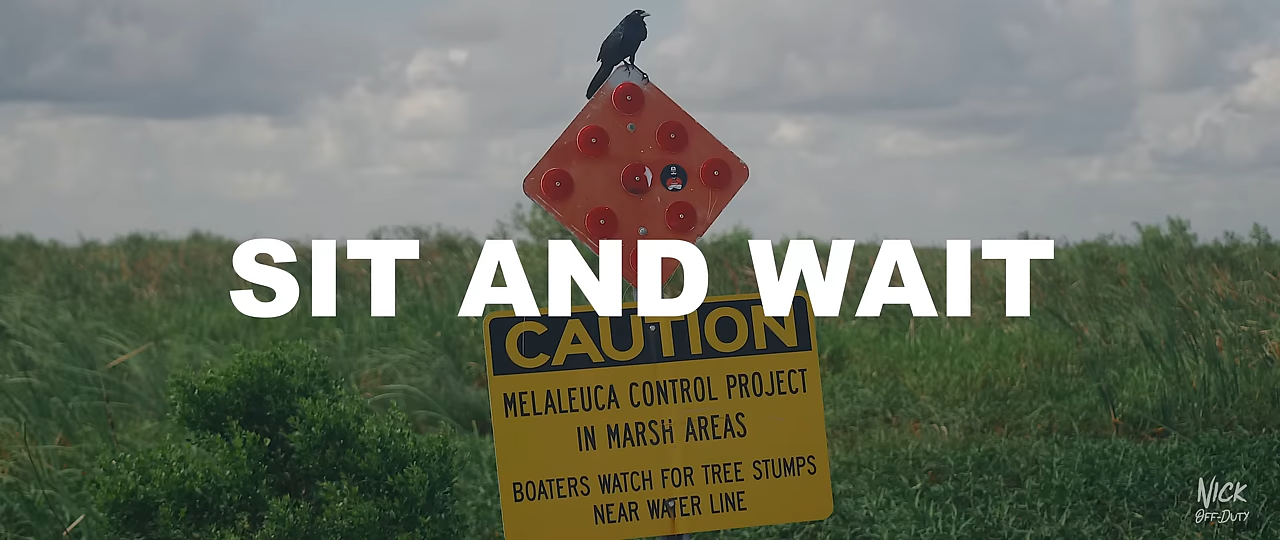 SIT AND WAIT
CAUTION
MELALEUCA CONTROL PROJECT
IN MARSH AREAS
BOATERS WATCH FOR TREE STUMPS
NEAR WATER LINE
NICK
OFF-DUTY